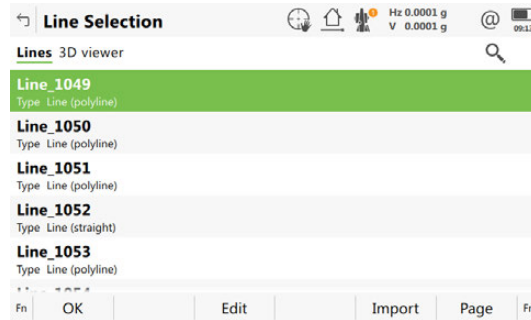 Line Selection
Hz 0.0001 g
V 0.0001 g
@
Lines 3D viewer
Line_1049
Type Line (polyline)
Line_1050
Type Line (polyline)
Line_1051
Type Line (polyline)
Line_1052
Type Line (straight)
Line_1053
Type Line (polyline)
Fn OK Edit Import Page